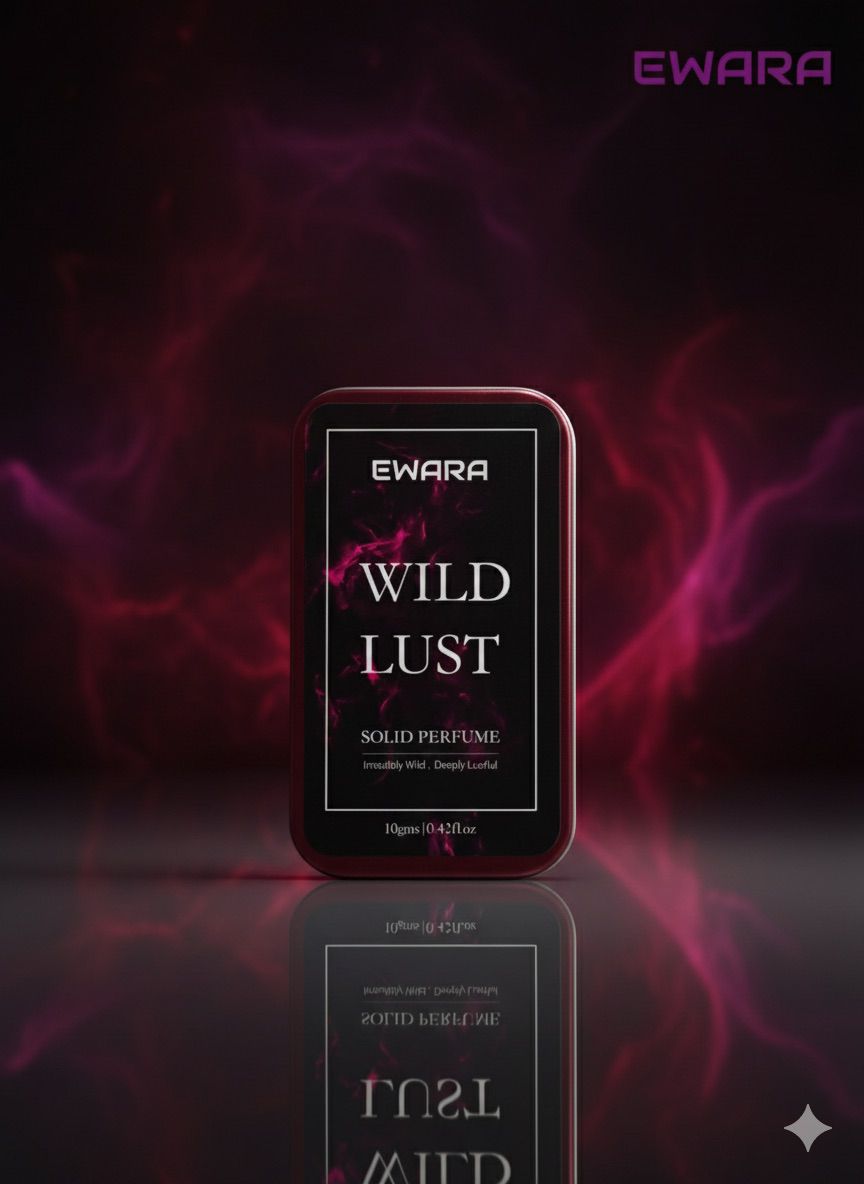 EWARA
EWARA
WILD
LUST
SOLID PERFUME
Wild , Deeply
10gms|0.42fl.oz